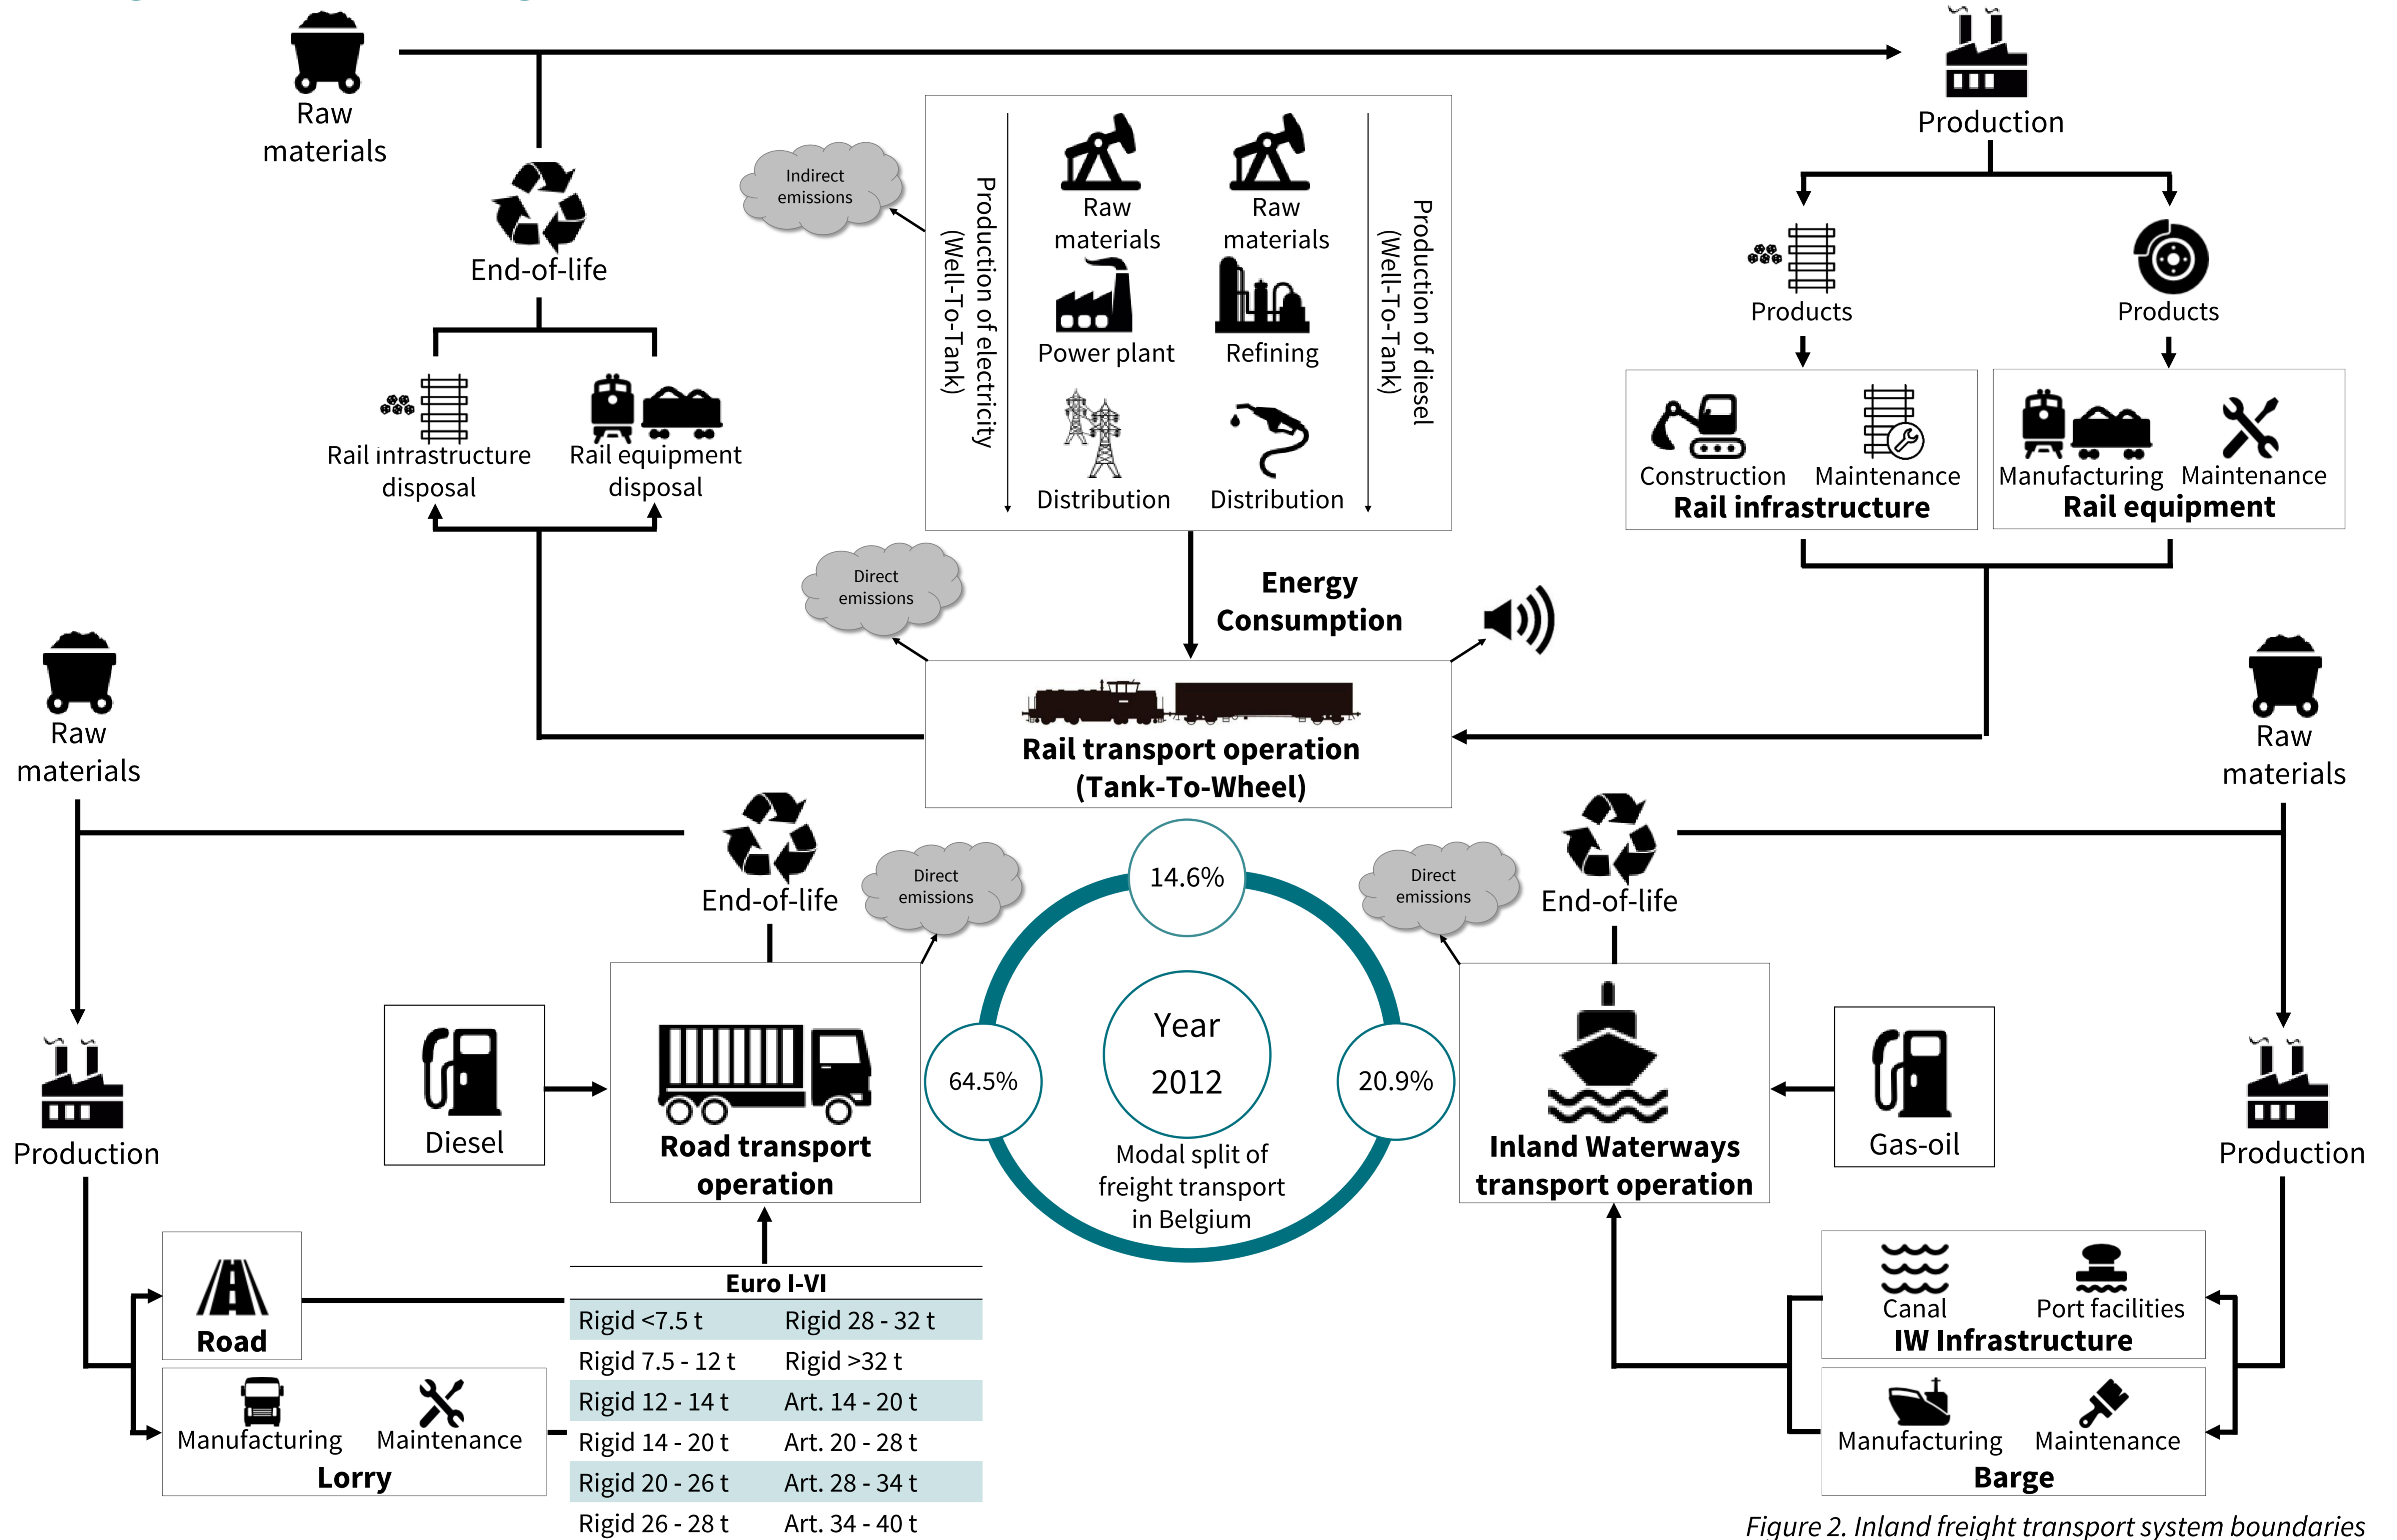 Raw
materials
Production
End-of-life
Rail infrastructure
disposal
Rail equipment
disposal
Indirect
emissions
Production of electricity
(Well-To-Tank)
Raw
materials
Power plant
Distribution
Raw
materials
Refining
Distribution
Production of diesel
(Well-To-Tank)
Products
Products
Construction
Maintenance
Rail infrastructure
Manufacturing
Maintenance
Rail equipment
Direct
emissions
Energy
Consumption
Rail transport operation
(Tank-To-Wheel)
Raw
materials
Raw
materials
End-of-life
Direct
emissions
14.6%
Direct
emissions
End-of-life
Production
Diesel
Road transport
operation
64.5%
Year
2012
20.9%
Modal split of
freight transport
in Belgium
Inland Waterways
transport operation
Gas-oil
Production
Road
Manufacturing
Maintenance
Lorry
Euro I-VI
Rigid <7.5 t Rigid 28 - 32 t
Rigid 7.5 - 12 t Rigid >32 t
Rigid 12 - 14 t Art. 14 - 20 t
Rigid 14 - 20 t Art. 20 - 28 t
Rigid 20 - 26 t Art. 28 - 34 t
Rigid 26 - 28 t Art. 34 - 40 t
Canal
Port facilities
IW Infrastructure
Manufacturing
Maintenance
Barge
Figure 2. Inland freight transport system boundaries